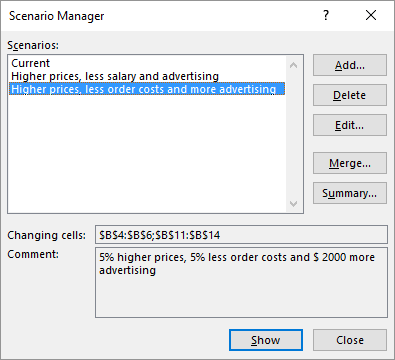 Scenario Manager
?
Scenarios:
Current
Higher prices, less salary and advertising
Higher prices, less order costs and more advertising
Add...
Delete
Edit...
Merge...
Summary...
Changing cells:
$B$4:$B$6;$B$11:$B$14
Comment:
5% higher prices, 5% less order costs and $ 2000 more
advertising
Show
Close